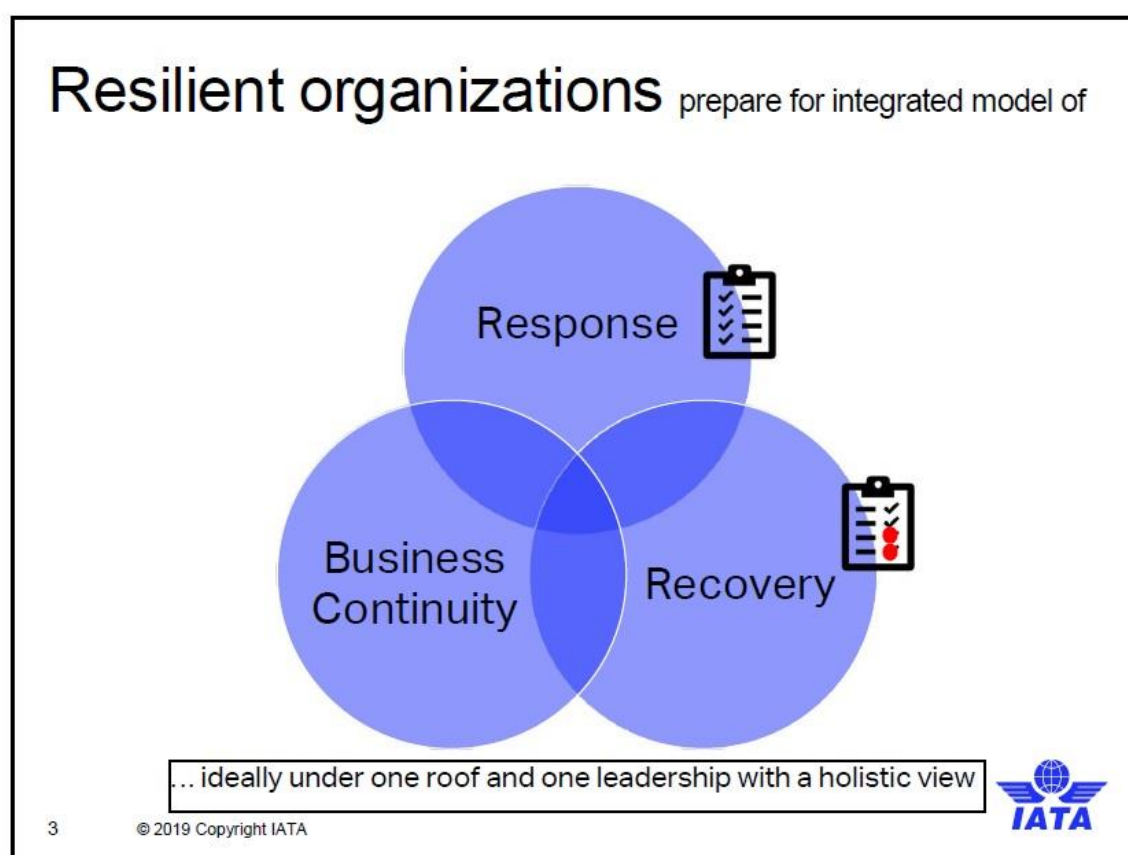 Resilient organizations prepare for integrated model of
Response
Business
Continuity
Recovery
... ideally under one roof and one leadership with a holistic view
3 © 2019 Copyright IATA
IATA